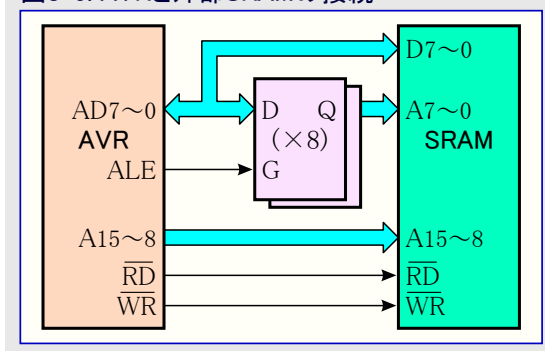 D7～0
AD7～0
D Q
A7～0
AVR
(×8)
SRAM
ALE
G
A15～8
A15～8
RD
RD
WR
WR